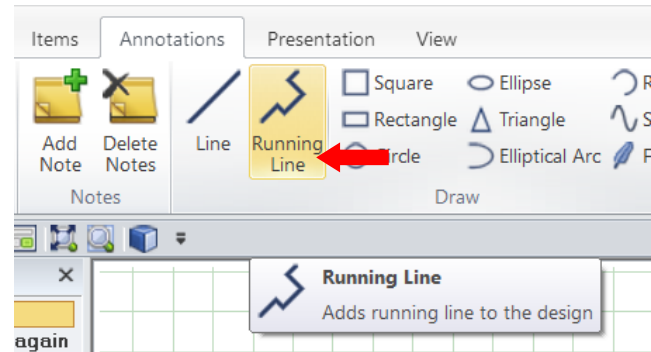 Items Annotations Presentation View
Add Note
Delete Notes
Line
Running Line
Square
Rectangle
Ellipse
Triangle
Elliptical Arc
Notes
Draw
Running Line
Adds running line to the design
again